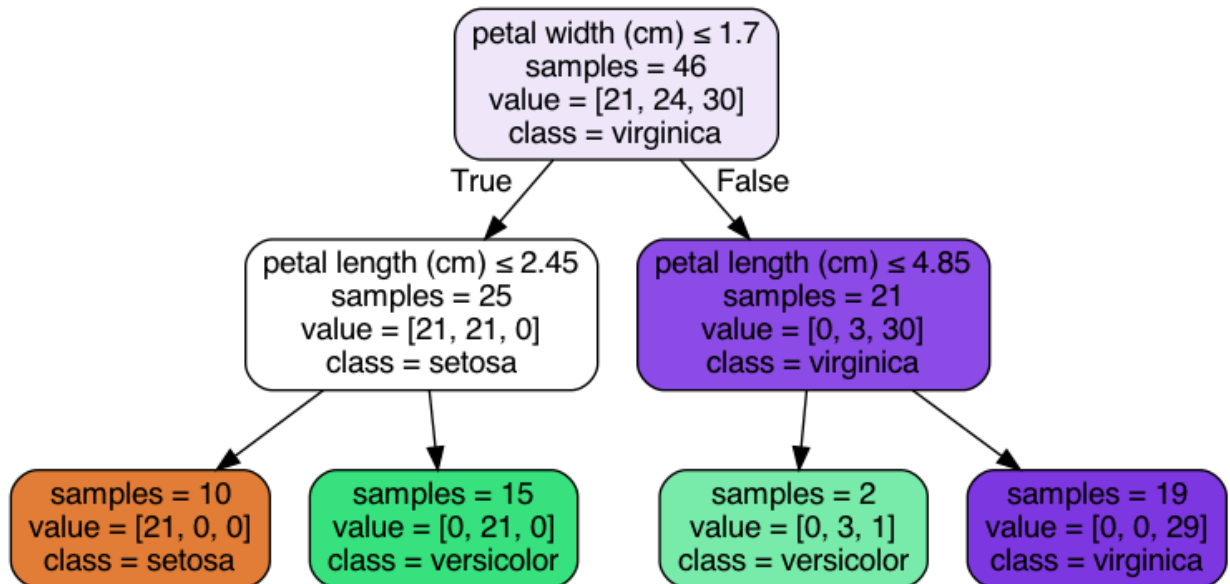 petal width (cm) ≤ 1.7
samples = 46
value = [21, 24, 30]
class = virginica
True
False
petal length (cm) ≤ 2.45
samples = 25
value = [21, 21, 0]
class = setosa
petal length (cm) ≤ 4.85
samples = 21
value = [0, 3, 30]
class = virginica
samples = 10
value = [21, 0, 0]
class = setosa
samples = 15
value = [0, 21, 0]
class = versicolor
samples = 2
value = [0, 3, 1]
class = versicolor
samples = 19
value = [0, 0, 29]
class = virginica